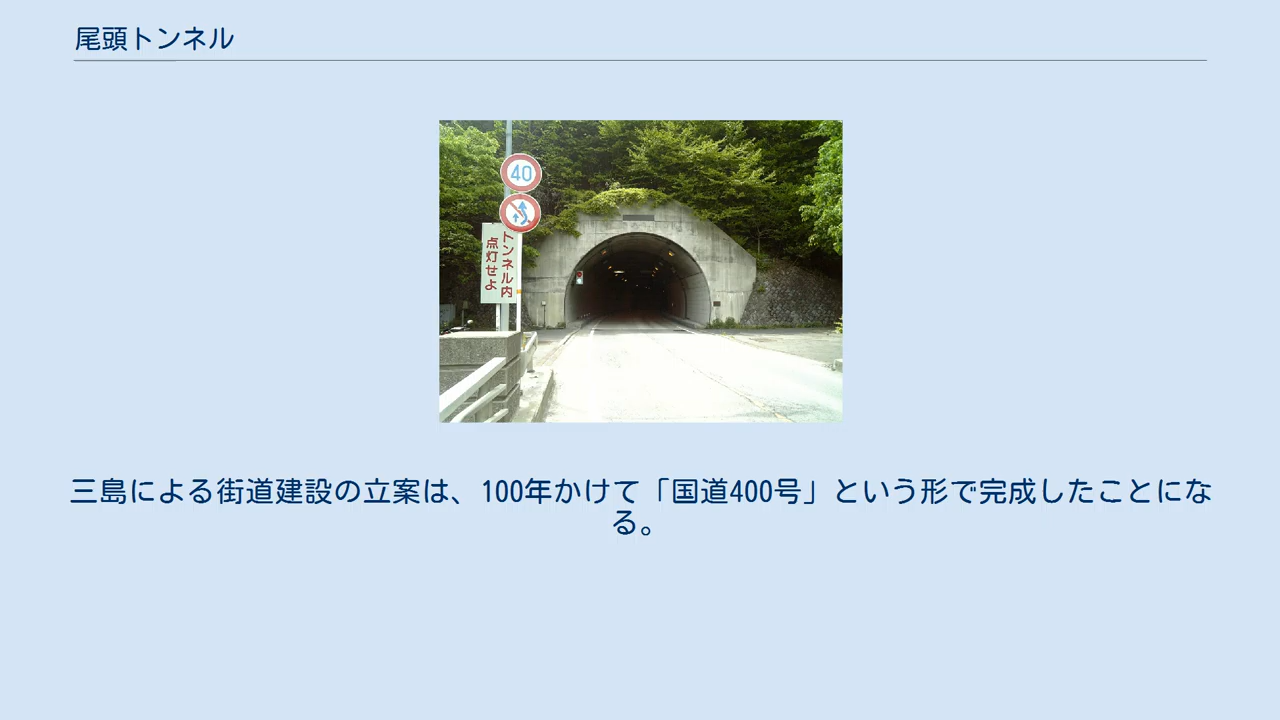 尾頭トンネル
40
トンネル内
点灯せよ
三島による街道建設の立案は、100年かけて「国道400号」という形で完成したことにな
る。